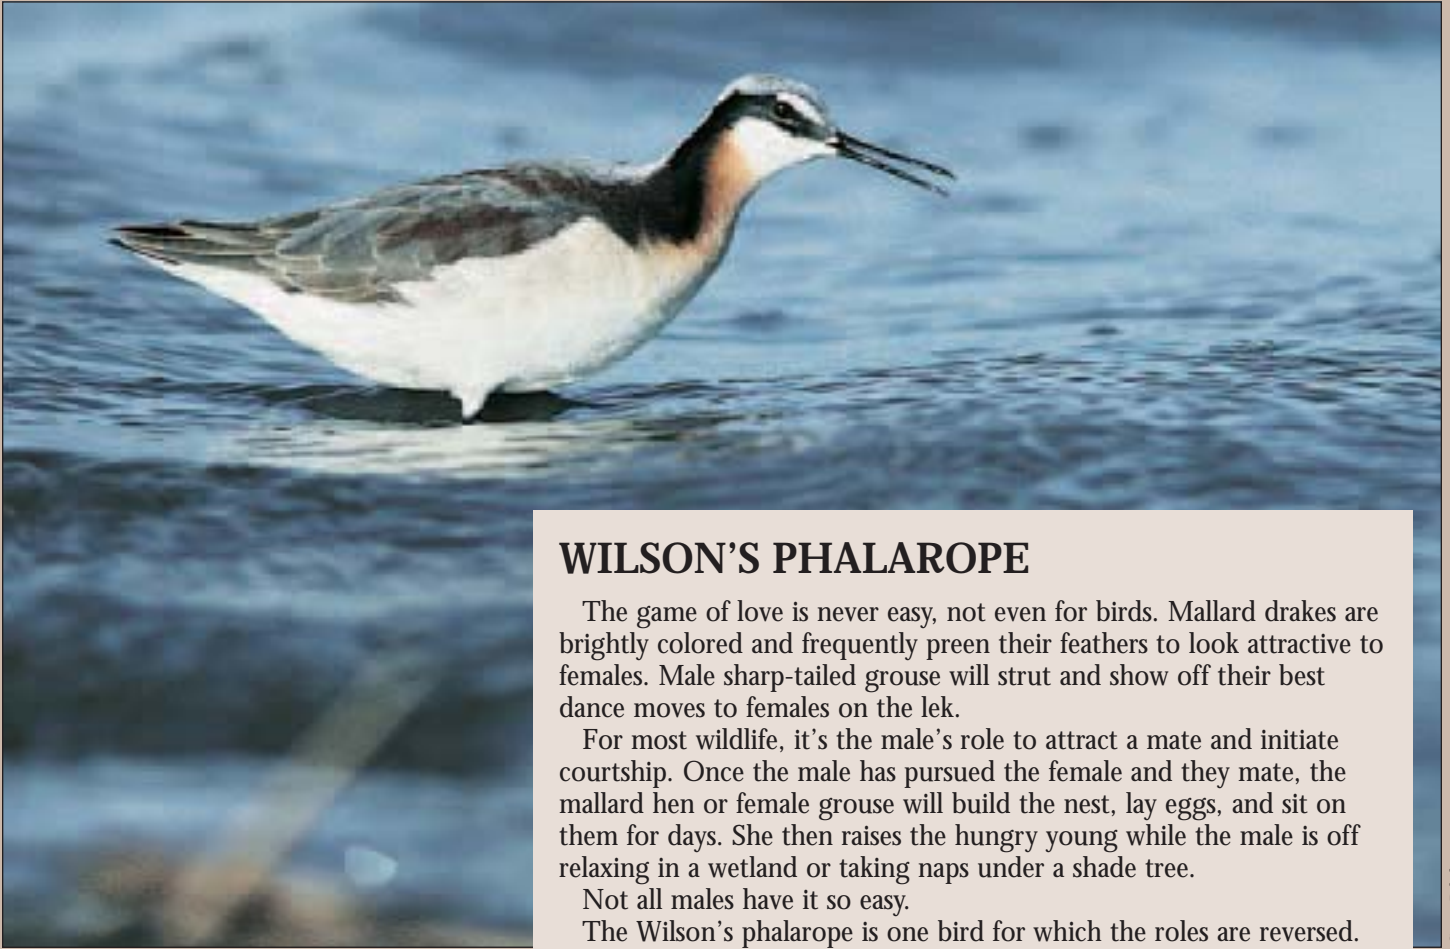 WILSON’S PHALAROPE
The game of love is never easy, not even for birds. Mallard drakes are
brightly colored and frequently preen their feathers to look attractive to
females. Male sharp-tailed grouse will strut and show off their best
dance moves to females on the lek.
For most wildlife, it’s the male’s role to attract a mate and initiate
courtship. Once the male has pursued the female and they mate, the
mallard hen or female grouse will build the nest, lay eggs, and sit on
them for days. She then raises the hungry young while the male is off
relaxing in a wetland or taking naps under a shade tree.
Not all males have it so easy.
The Wilson’s phalarope is one bird for which the roles are reversed.